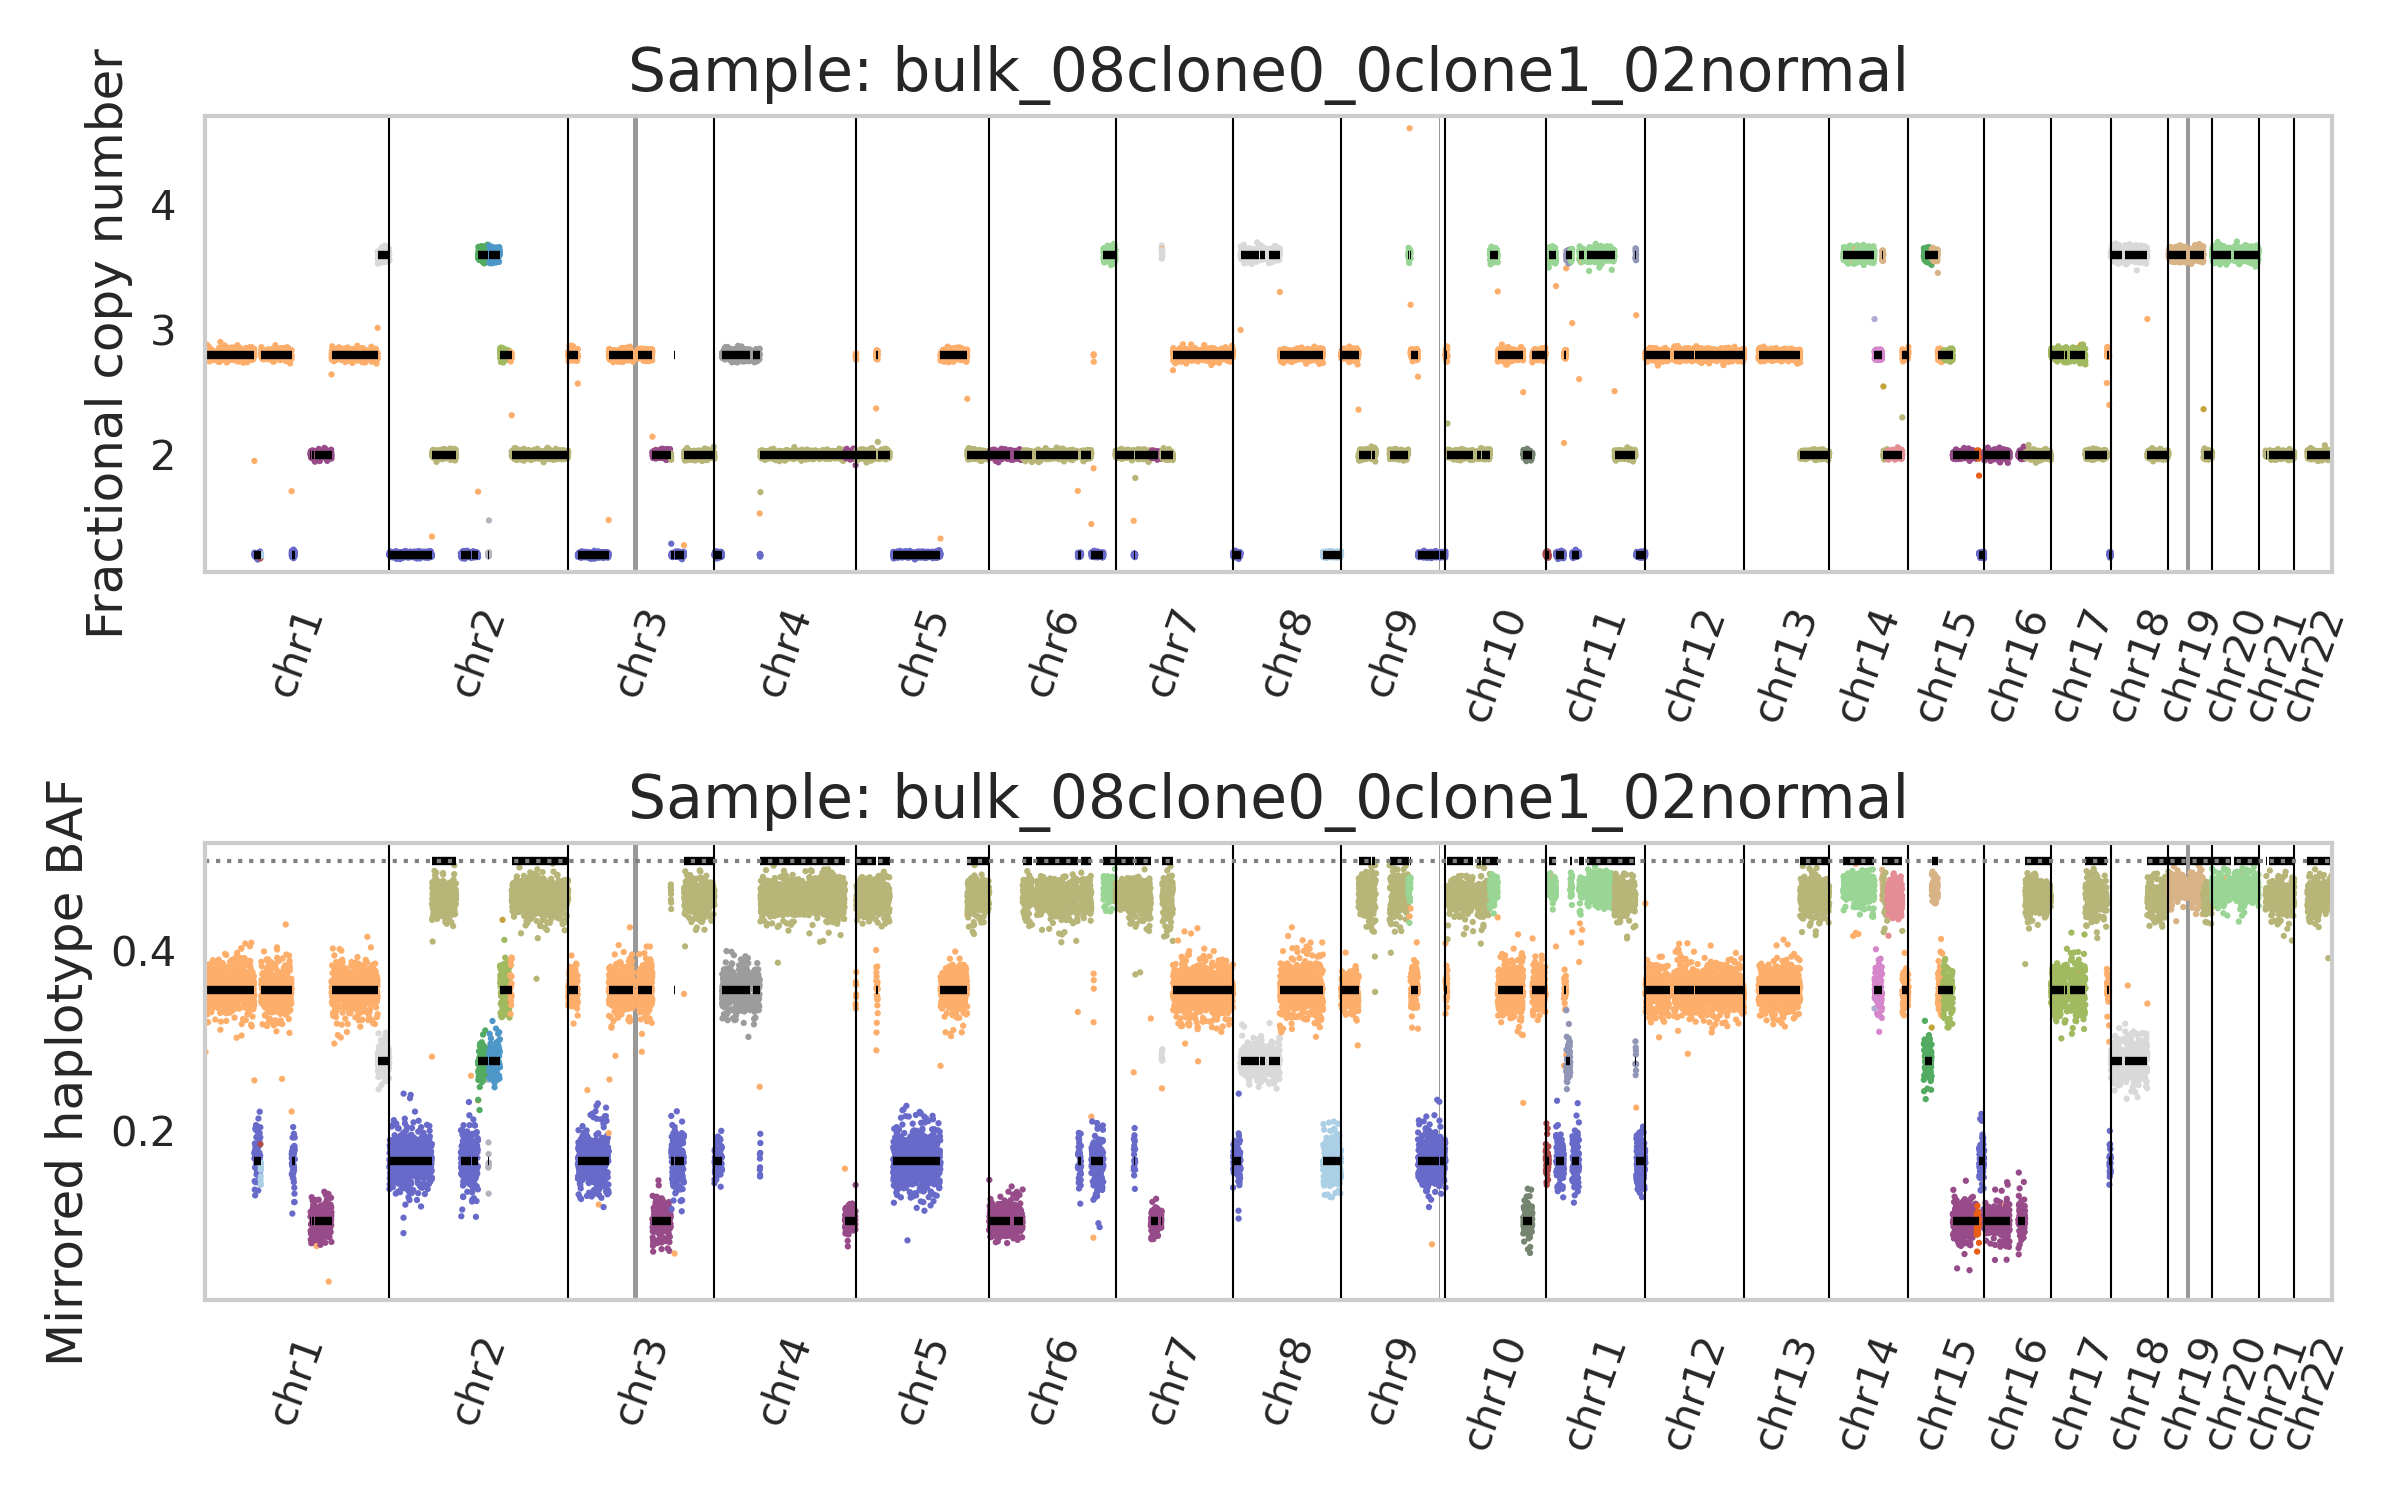 Sample: bulk_08clone0_0clone1_02normal
Fractional copy number
4
3
2
chr1
chr2
chr3
chr4
chr5
chr6
chr7
chr8
chr9
chr10
chr11
chr12
chr13
chr14
chr15
chr16
chr17
chr18
chr19
chr20
chr21
chr22
Sample: bulk_08clone0_0clone1_02normal
Mirrored haplotype BAF
0.4
0.2
chr1
chr2
chr3
chr4
chr5
chr6
chr7
chr8
chr9
chr10
chr11
chr12
chr13
chr14
chr15
chr16
chr17
chr18
chr19
chr20
chr21
chr22